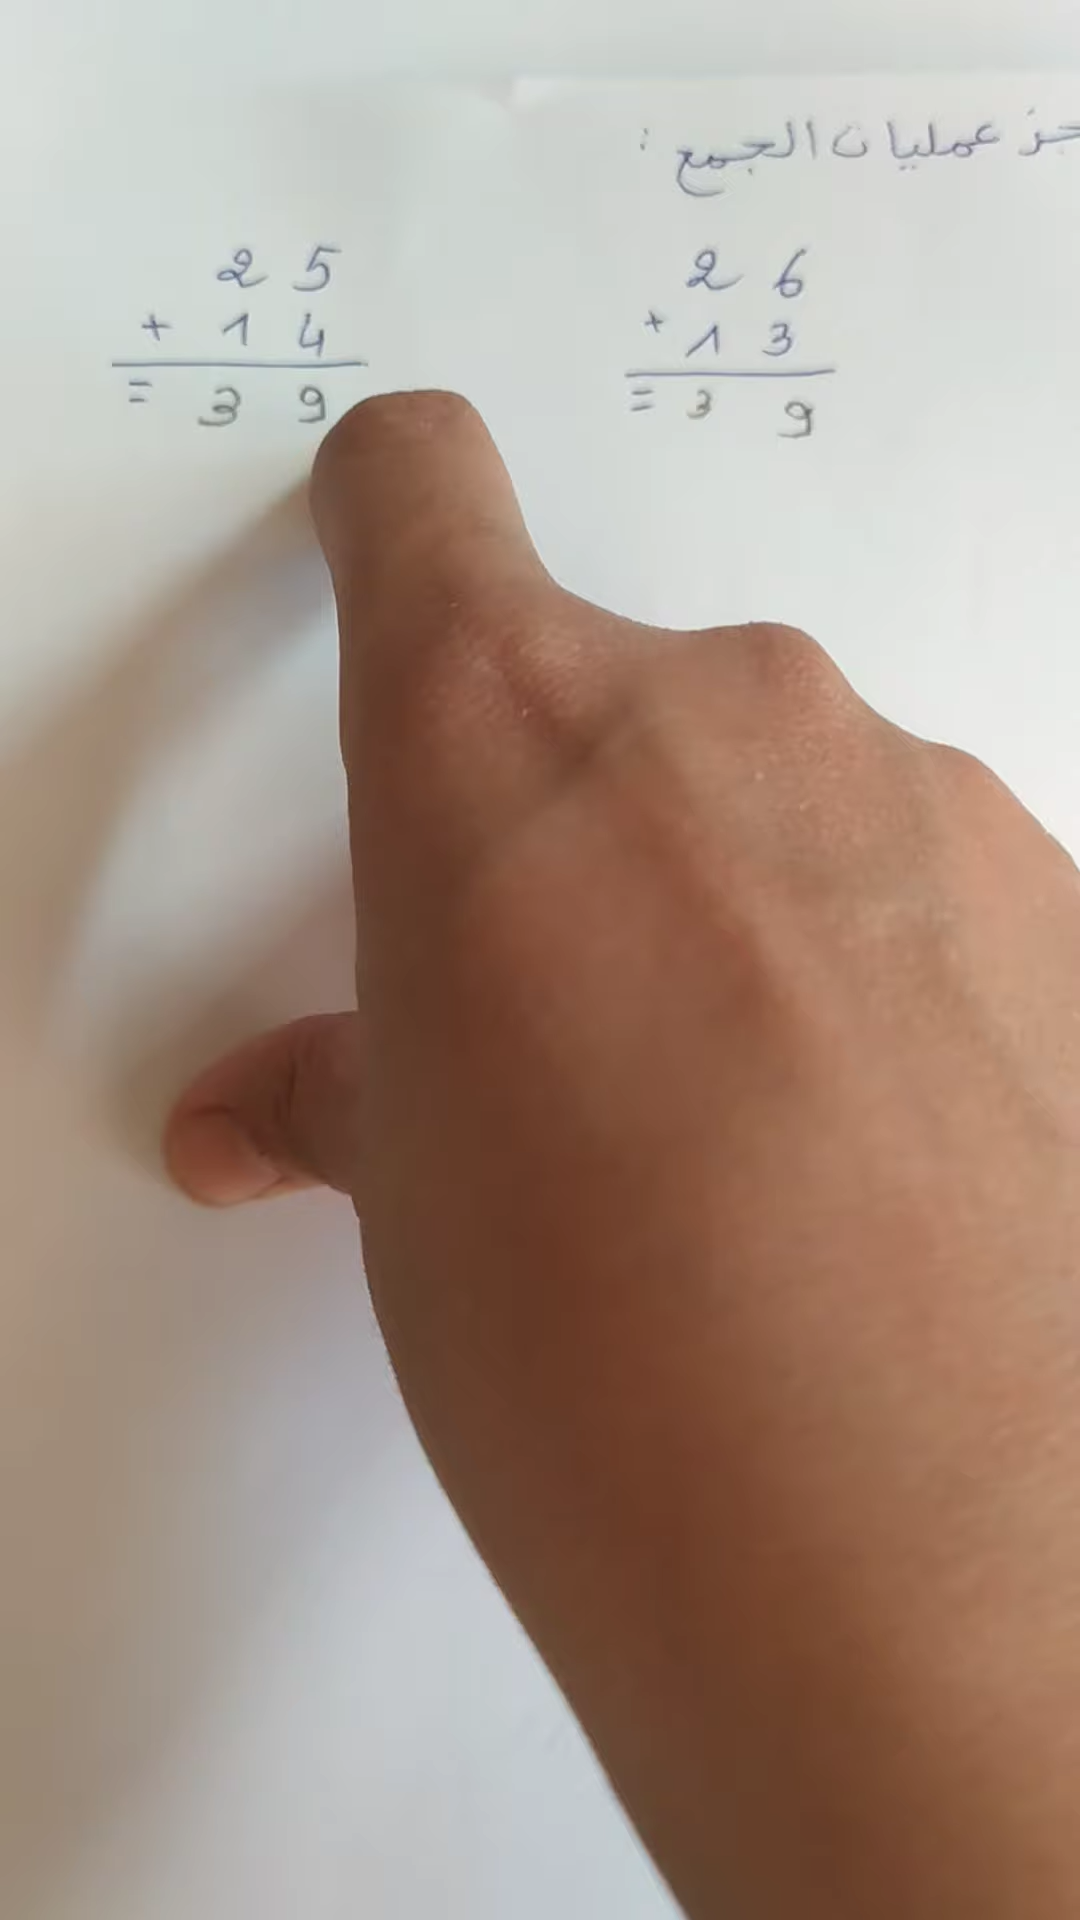 عمليات الجمع :
2 6
+ 1 3
= 3 9
2 5
+ 1 4
= 3 9